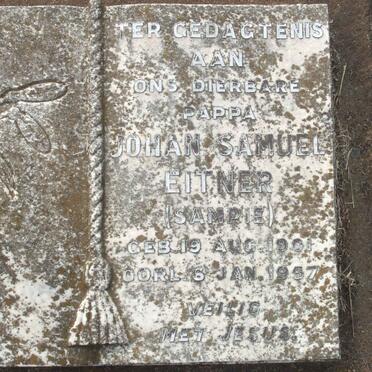 TER GEDAGTENIS
AAN
ONS DIERBARE
PAPPA
JOHAN SAMUEL
EITNER
(SAMPIE)
GEB. 19 AUG. 1901
OORL. 8 JAN. 1957
VEILIG
MET JESUS.